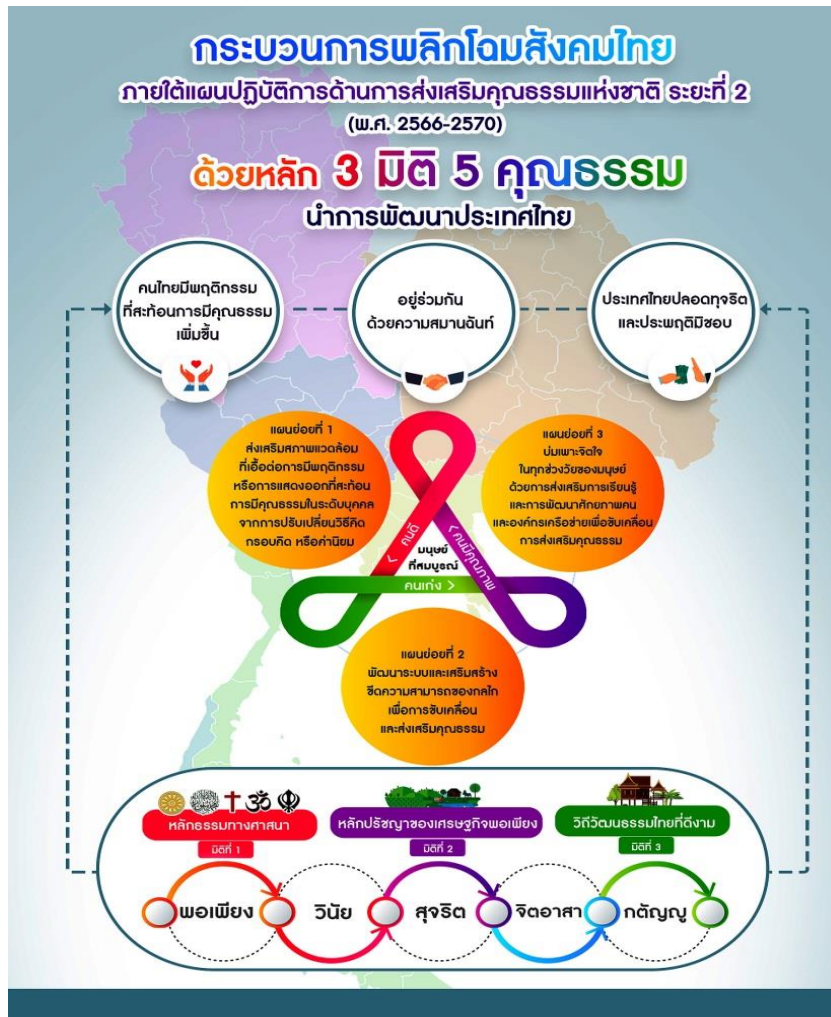 กระบวนการพลิกโฉมสังคมไทย
ภายใต้แผนปฏิบัติการด้านการส่งเสริมคุณธรรมแห่งชาติ ระยะที่ 2
(พ.ศ. 2566-2570)
ด้วยหลัก 3 มิติ 5 คุณธรรม
นำการพัฒนาประเทศไทย
คนไทยมีพฤติกรรม
ที่สะท้อนการมีคุณธรรม
เพิ่มขึ้น
อยู่ร่วมกัน
ด้วยความสมานฉันท์
ประเทศไทยปลอดทุจริต
และประพฤติมิชอบ
แผนย่อยที่ 1
ส่งเสริมสภาพแวดล้อม
ที่เอื้อต่อการมีพฤติกรรม
หรือการแสดงออกที่สะท้อน
การมีคุณธรรมในระดับบุคคล
จากการปรับเปลี่ยนวิธีคิด
กรอบคิด หรือค่านิยม
แผนย่อยที่ 3
บ่มเพาะจิตใจ
ในทุกช่วงวัยของมนุษย์
ด้วยการส่งเสริมการเรียนรู้
และการพัฒนาศักยภาพคน
และองค์กรเครือข่ายเพื่อขับเคลื่อน
การส่งเสริมคุณธรรม
< คนดี
< คนมีคุณภาพ
มนุษย์
ที่สมบูรณ์
คนเก่ง >
แผนย่อยที่ 2
พัฒนาระบบและเสริมสร้าง
ขีดความสามารถของกลไก
เพื่อการขับเคลื่อน
และส่งเสริมคุณธรรม
หลักธรรมทางศาสนา
มิติที่ 1
หลักปรัชญาของเศรษฐกิจพอเพียง
มิติที่ 2
วิถีวัฒนธรรมไทยที่ดีงาม
มิติที่ 3
พอเพียง
วินัย
สุจริต
จิตอาสา
กตัญญู